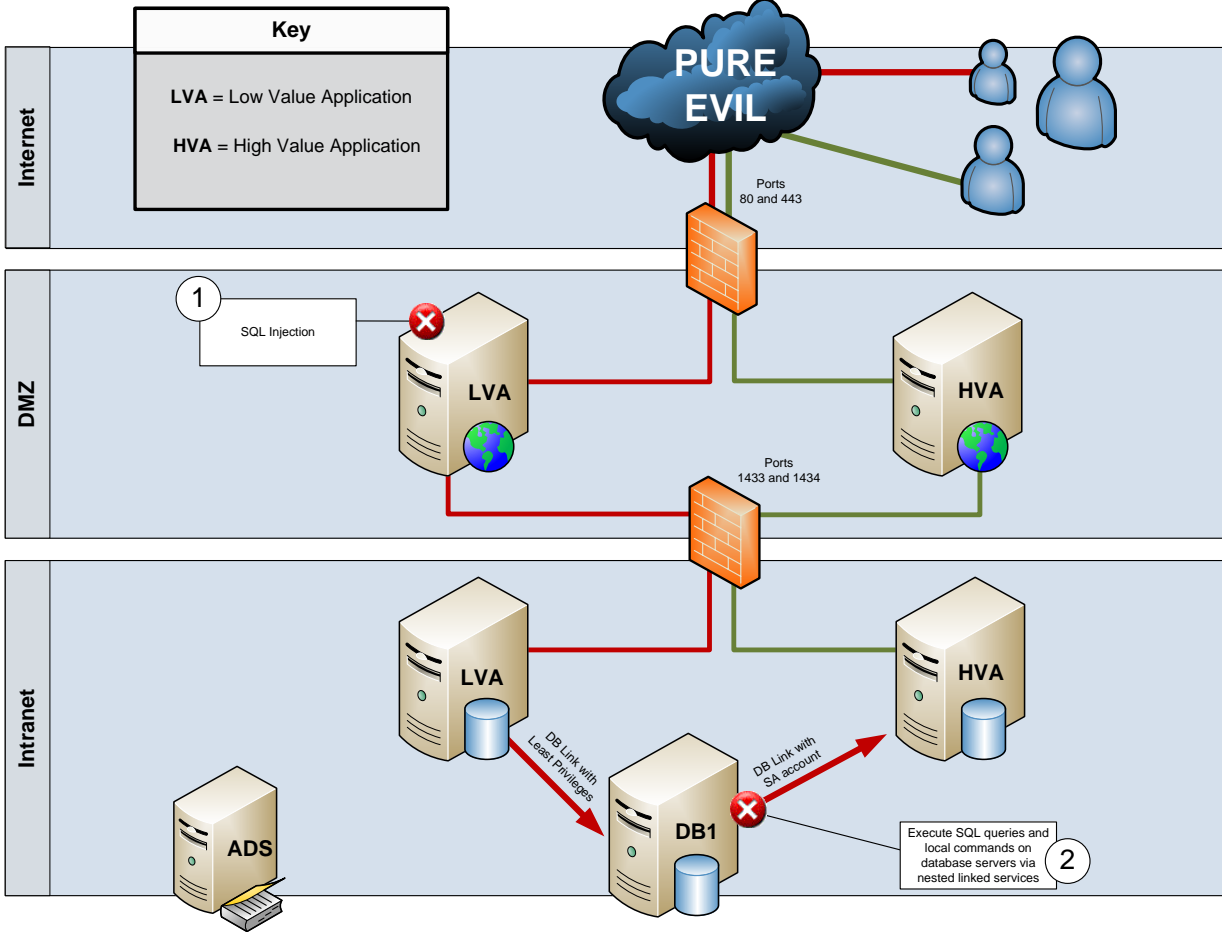 Key
LVA = Low Value Application
HVA = High Value Application
PURE
EVIL
Internet
Ports
80 and 443
DMZ
1
SQL Injection
LVA
HVA
Ports
1433 and 1434
Intranet
LVA
HVA
DB Link with
Least Privileges
DB Link with
SA account
ADS
DB1
Execute SQL queries and
local commands on
database servers via
nested linked services
2